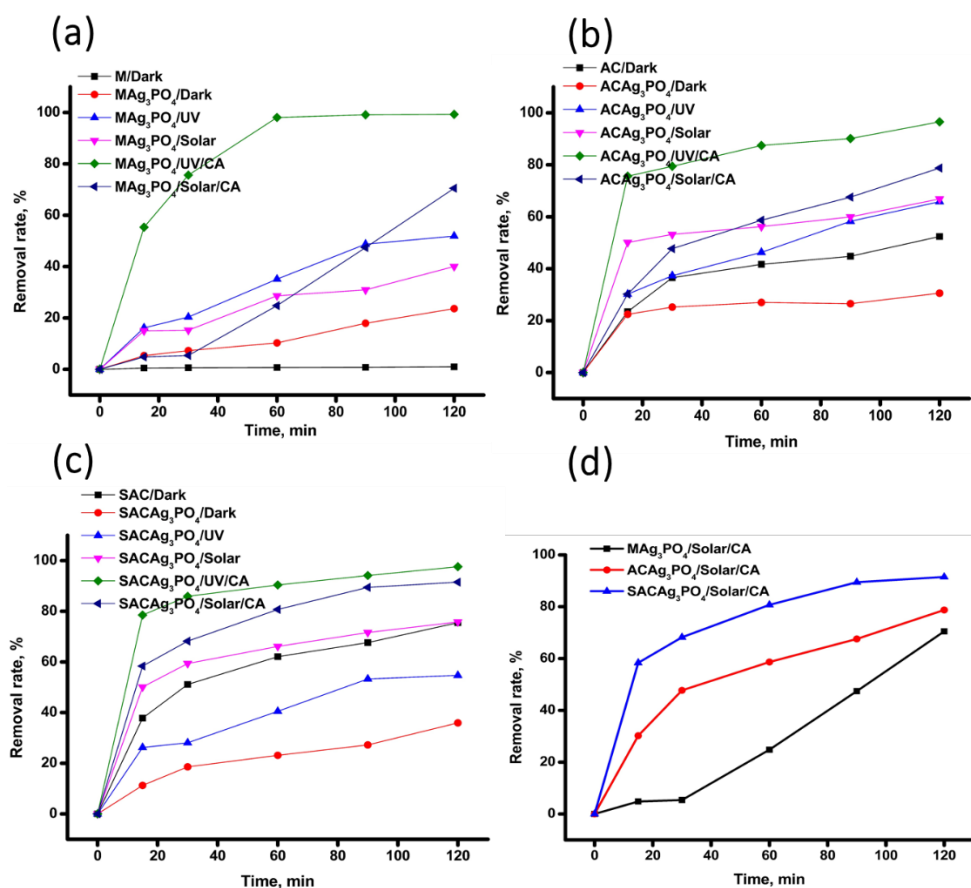 (a)
M/Dark
MAg₃PO₄/Dark
MAg₃PO₄/UV
MAg₃PO₄/Solar
MAg₃PO₄/UV/CA
MAg₃PO₄/Solar/CA
Removal rate, %
100
80
60
40
20
0
0 20 40 60 80 100 120
Time, min
(b)
AC/Dark
ACAg₃PO₄/Dark
ACAg₃PO₄/UV
ACAg₃PO₄/Solar
ACAg₃PO₄/UV/CA
ACAg₃PO₄/Solar/CA
Removal rate, %
100
80
60
40
20
0
0 20 40 60 80 100 120
Time, min
(c)
SAC/Dark
SACAg₃PO₄/Dark
SACAg₃PO₄/UV
SACAg₃PO₄/Solar
SACAg₃PO₄/UV/CA
SACAg₃PO₄/Solar/CA
Removal rate, %
100
80
60
40
20
0
0 20 40 60 80 100 120
Time, min
(d)
MAg₃PO₄/Solar/CA
ACAg₃PO₄/Solar/CA
SACAg₃PO₄/Solar/CA
Removal rate, %
100
80
60
40
20
0
0 20 40 60 80 100 120
Time, min